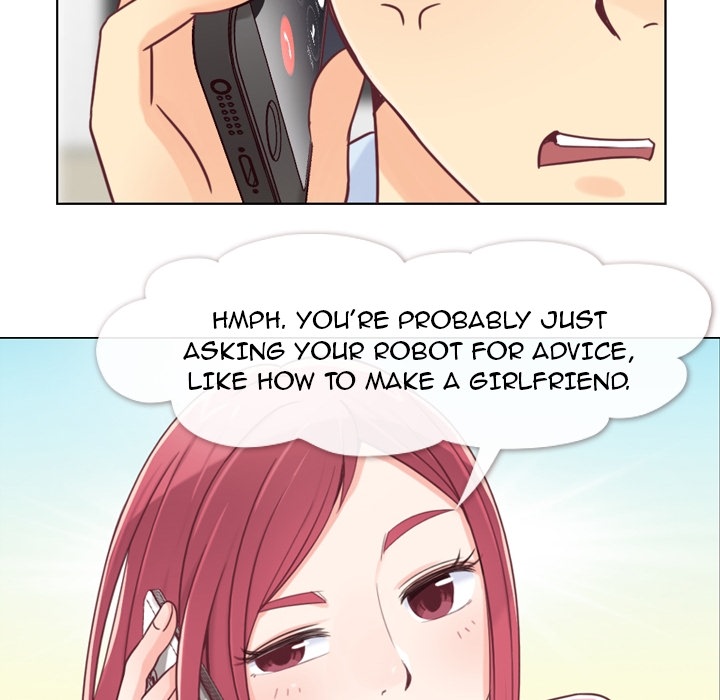 HMPH. YOU'RE PROBABLY JUST
ASKING YOUR ROBOT FOR ADVICE,
LIKE HOW TO MAKE A GIRLFRIEND.